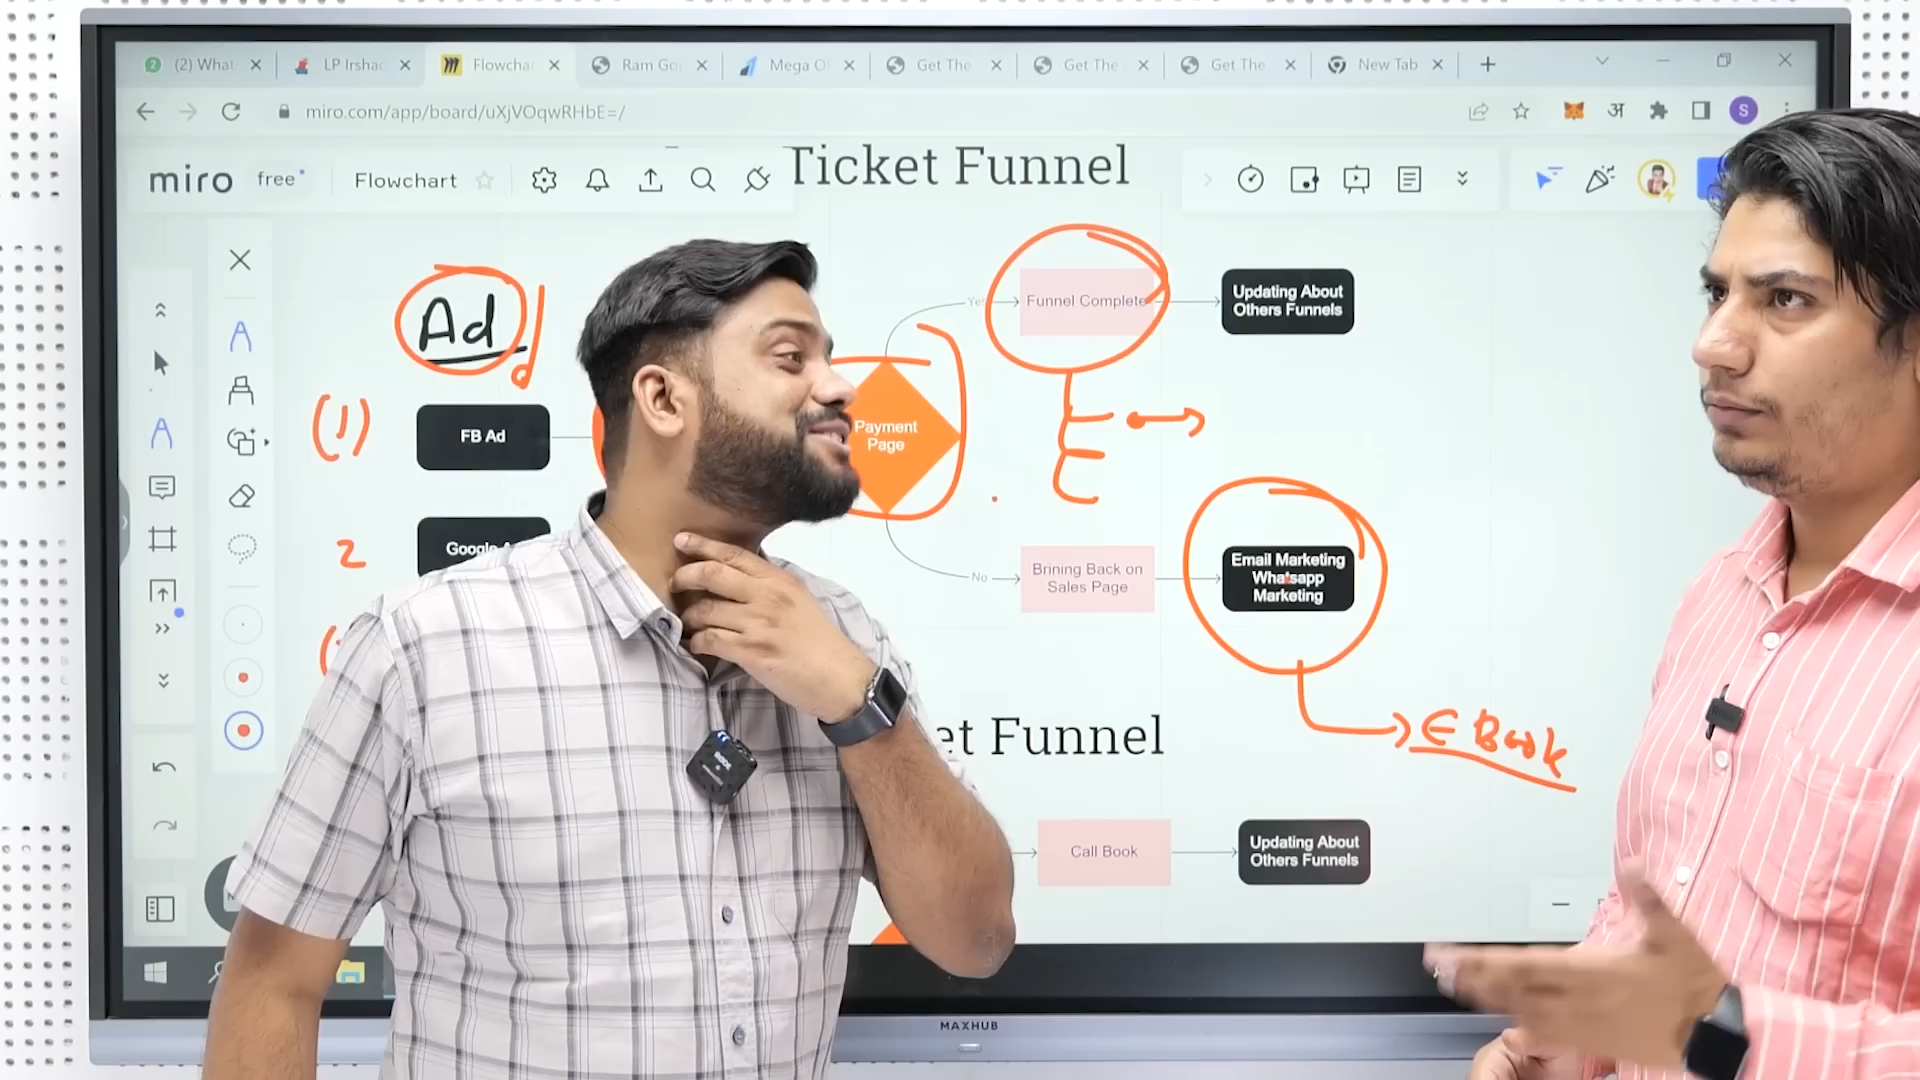 (2) What
LP Irshad
Flowcha
Ram Go
Mega O
Get The
Get The
Get The
New Tab
miro.com/app/board/uXjVOqwRHbE=/
अ
S
miro
free
Flowchart
Ticket Funnel
Ad
Yes
Funnel Complete
Updating About
Others Funnels
(1)
FB Ad
Payment
Page
2
Google A
No
Brining Back on
Sales Page
Email Marketing
Whatsapp
Marketing
E Book
et Funnel
Call Book
Updating About
Others Funnels
RODE
MAXHUB